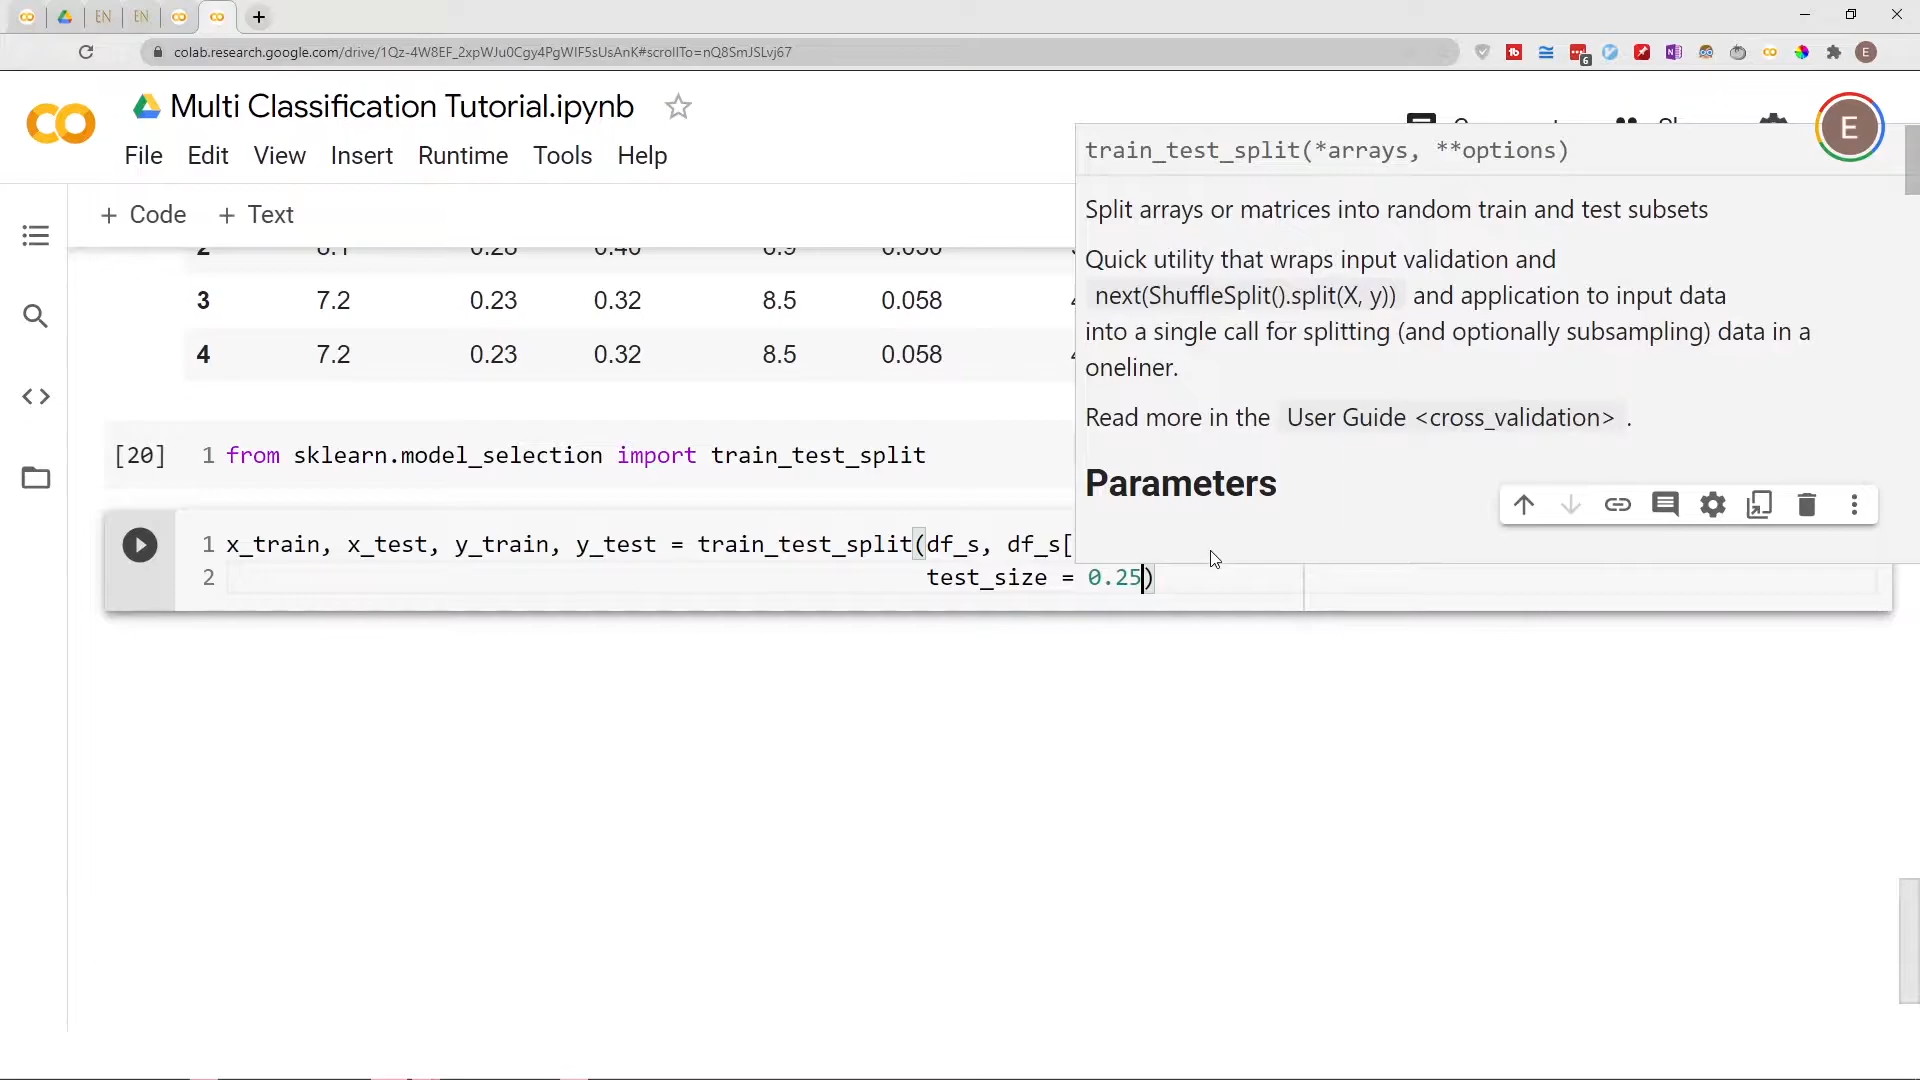 EN EN
colab.research.google.com/drive/1Qz-4W8EF_2xpWJu0Cgy4PgWIF5sUsAnK#scrollTo=nQ8SmJSLvj67
6
E
Multi Classification Tutorial.ipynb
E
File Edit View Insert Runtime Tools Help
+ Code + Text
train_test_split(*arrays, **options)
Split arrays or matrices into random train and test subsets
Quick utility that wraps input validation and
next(ShuffleSplit().split(X, y)) and application to input data
into a single call for splitting (and optionally subsampling) data in a
oneliner.
Read more in the User Guide <cross_validation> .
Parameters
3 7.2 0.23 0.32 8.5 0.058
4 7.2 0.23 0.32 8.5 0.058
[20] 1 from sklearn.model_selection import train_test_split
1 x_train, x_test, y_train, y_test = train_test_split(df_s, df_s[
2 test_size = 0.25)